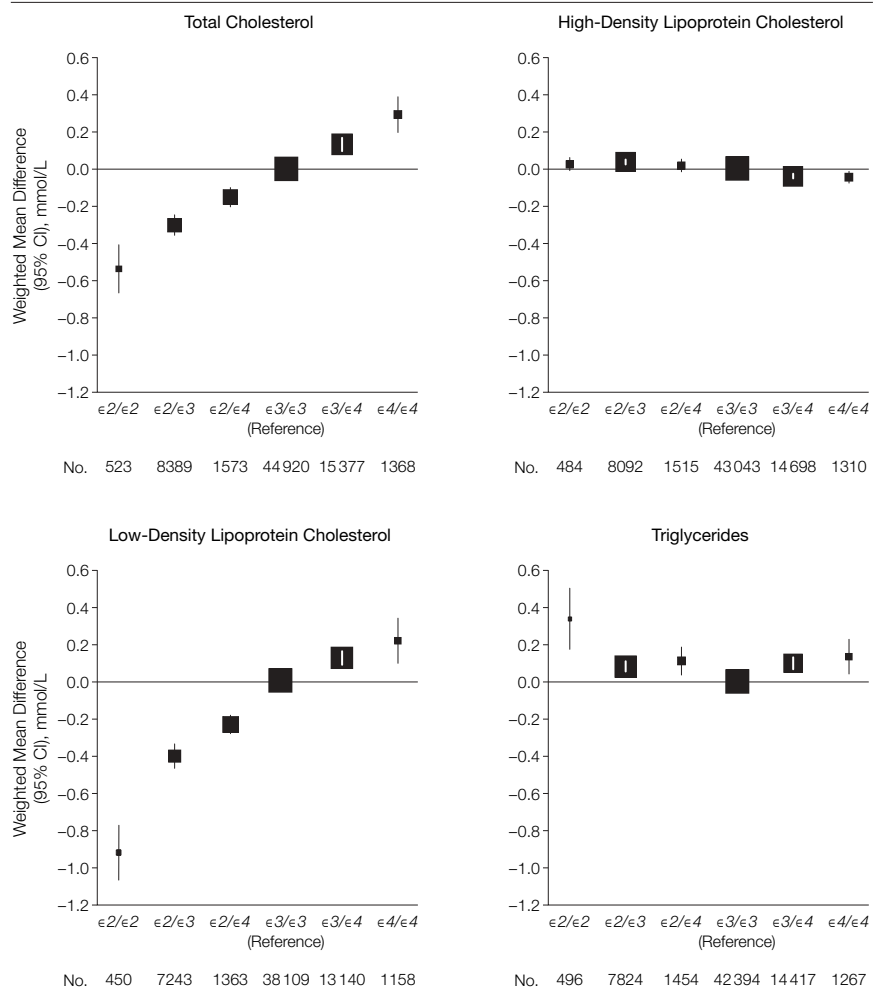 Total Cholesterol
Weighted Mean Difference
(95% CI), mmol/L
0.6
0.4
0.2
0.0
−0.2
−0.4
−0.6
−0.8
−1.0
−1.2
ϵ2/ϵ2 ϵ2/ϵ3 ϵ2/ϵ4 ϵ3/ϵ3 ϵ3/ϵ4 ϵ4/ϵ4
(Reference)
No. 523 8389 1573 44 920 15 377 1368
High-Density Lipoprotein Cholesterol
0.6
0.4
0.2
0.0
−0.2
−0.4
−0.6
−0.8
−1.0
−1.2
ϵ2/ϵ2 ϵ2/ϵ3 ϵ2/ϵ4 ϵ3/ϵ3 ϵ3/ϵ4 ϵ4/ϵ4
(Reference)
No. 484 8092 1515 43 043 14 698 1310
Low-Density Lipoprotein Cholesterol
Weighted Mean Difference
(95% CI), mmol/L
0.6
0.4
0.2
0.0
−0.2
−0.4
−0.6
−0.8
−1.0
−1.2
ϵ2/ϵ2 ϵ2/ϵ3 ϵ2/ϵ4 ϵ3/ϵ3 ϵ3/ϵ4 ϵ4/ϵ4
(Reference)
No. 450 7243 1363 38 109 13 140 1158
Triglycerides
0.6
0.4
0.2
0.0
−0.2
−0.4
−0.6
−0.8
−1.0
−1.2
ϵ2/ϵ2 ϵ2/ϵ3 ϵ2/ϵ4 ϵ3/ϵ3 ϵ3/ϵ4 ϵ4/ϵ4
(Reference)
No. 496 7824 1454 42 394 14 417 1267